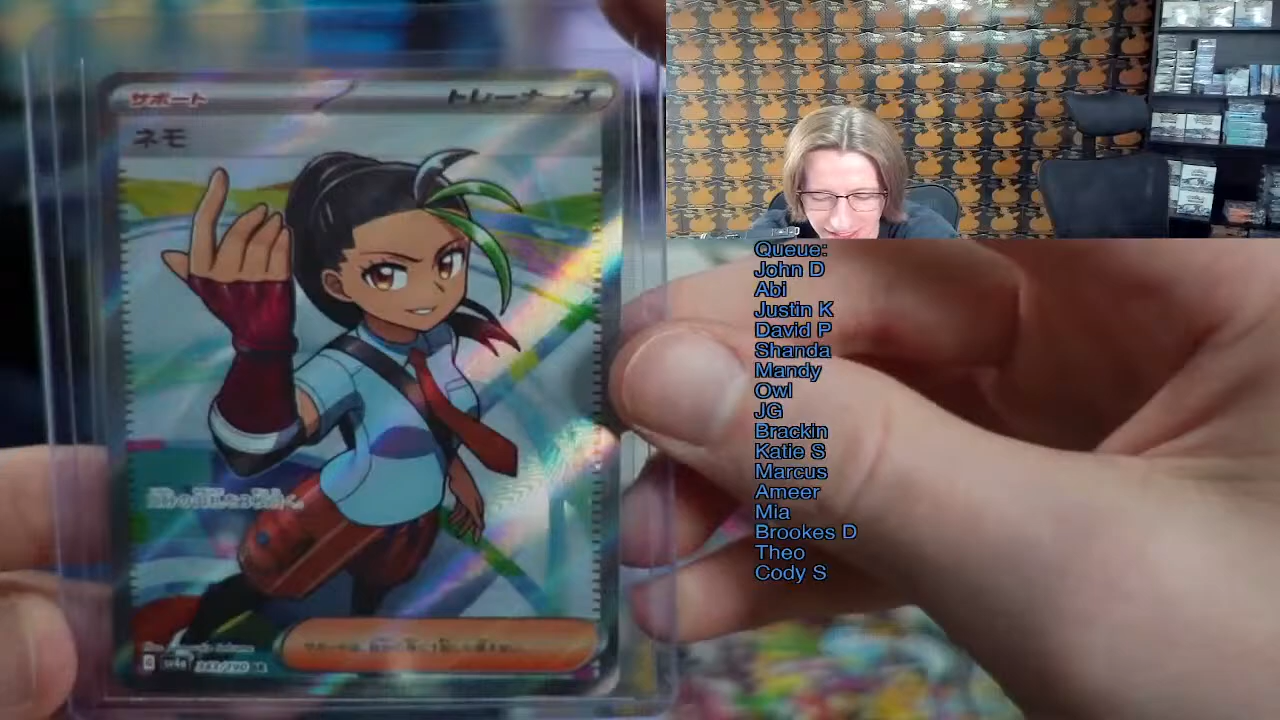 サポート
トレーナーズ
ネモ
SR
Queue:
John D
Abi
Justin K
David P
Shanda
Mandy
Owl
JG
Brackin
Katie S
Marcus
Ameer
Mia
Brookes D
Theo
Cody S